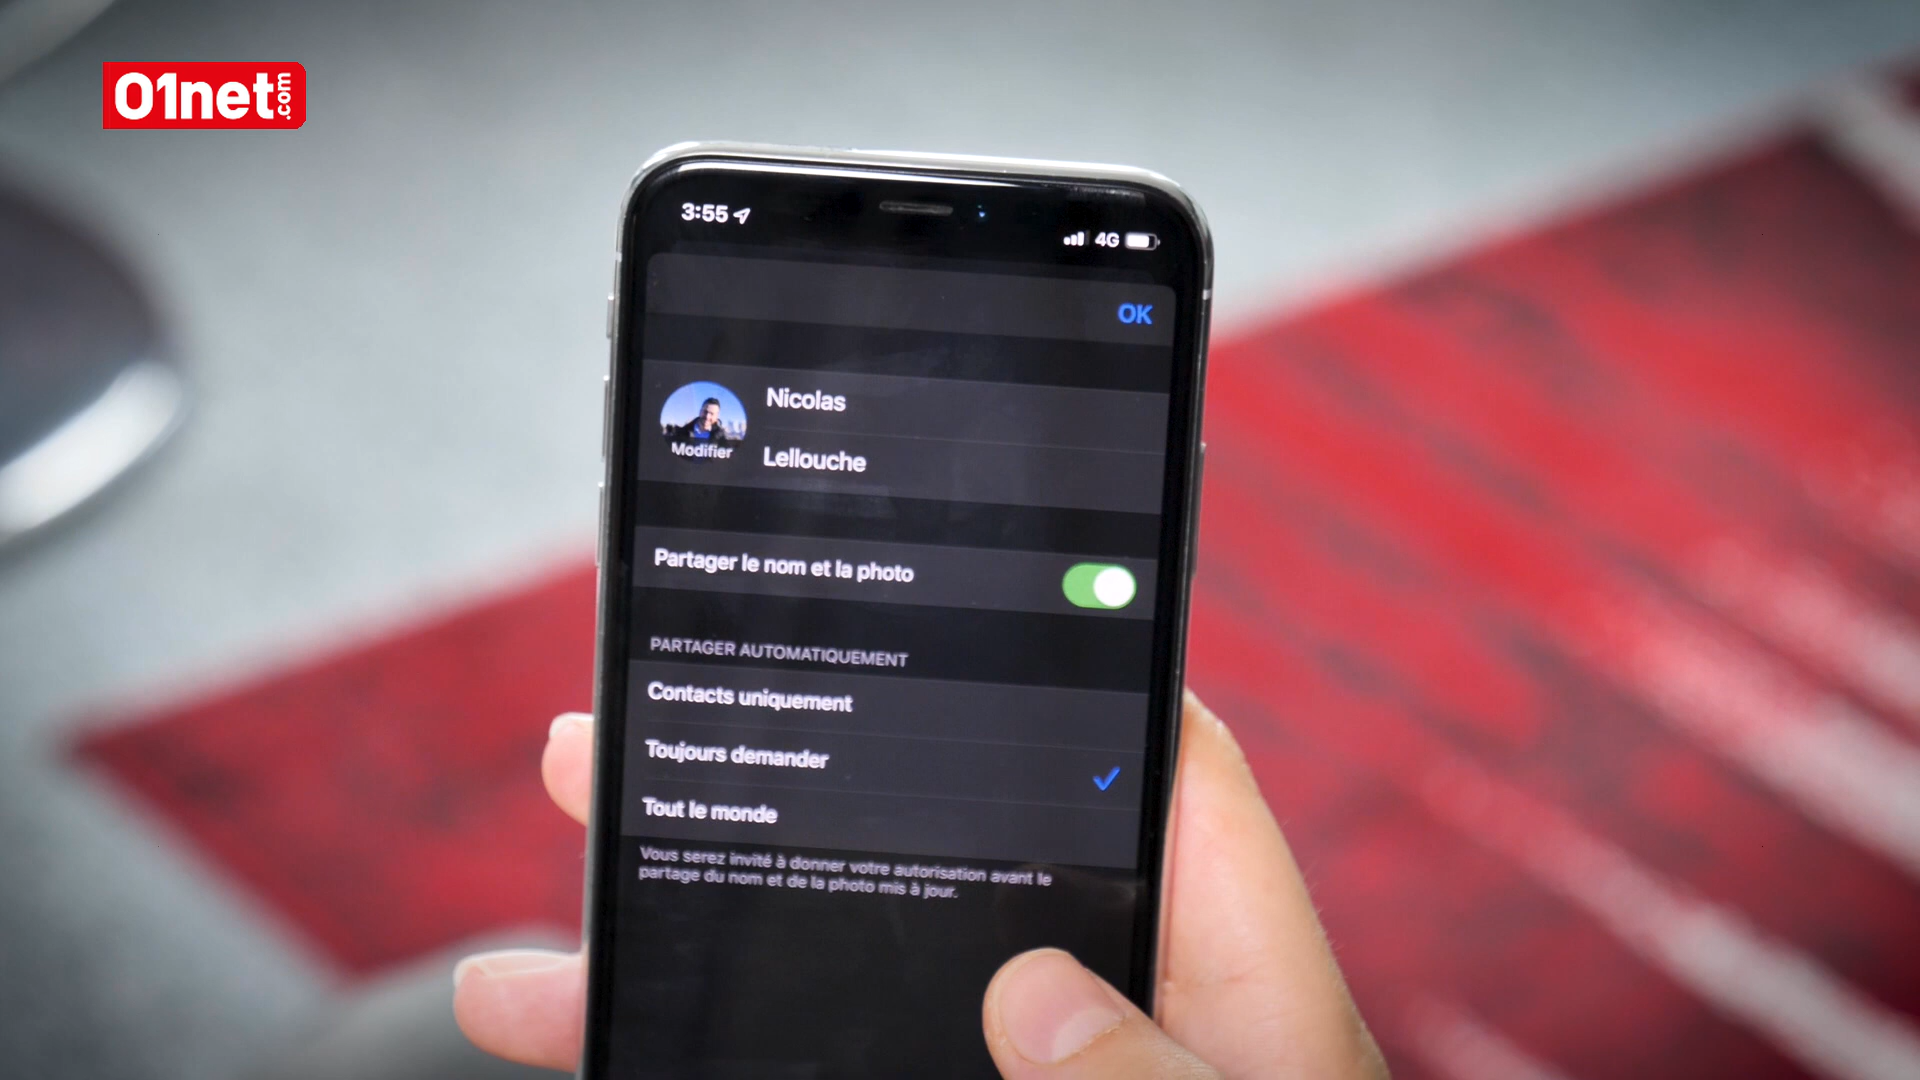 01net.com
3:55
4G
OK
Nicolas
Modifier
Lellouche
Partager le nom et la photo
PARTAGER AUTOMATIQUEMENT
Contacts uniquement
Toujours demander
Tout le monde
Vous serez invité à donner votre autorisation avant le
partage du nom et de la photo mis à jour.